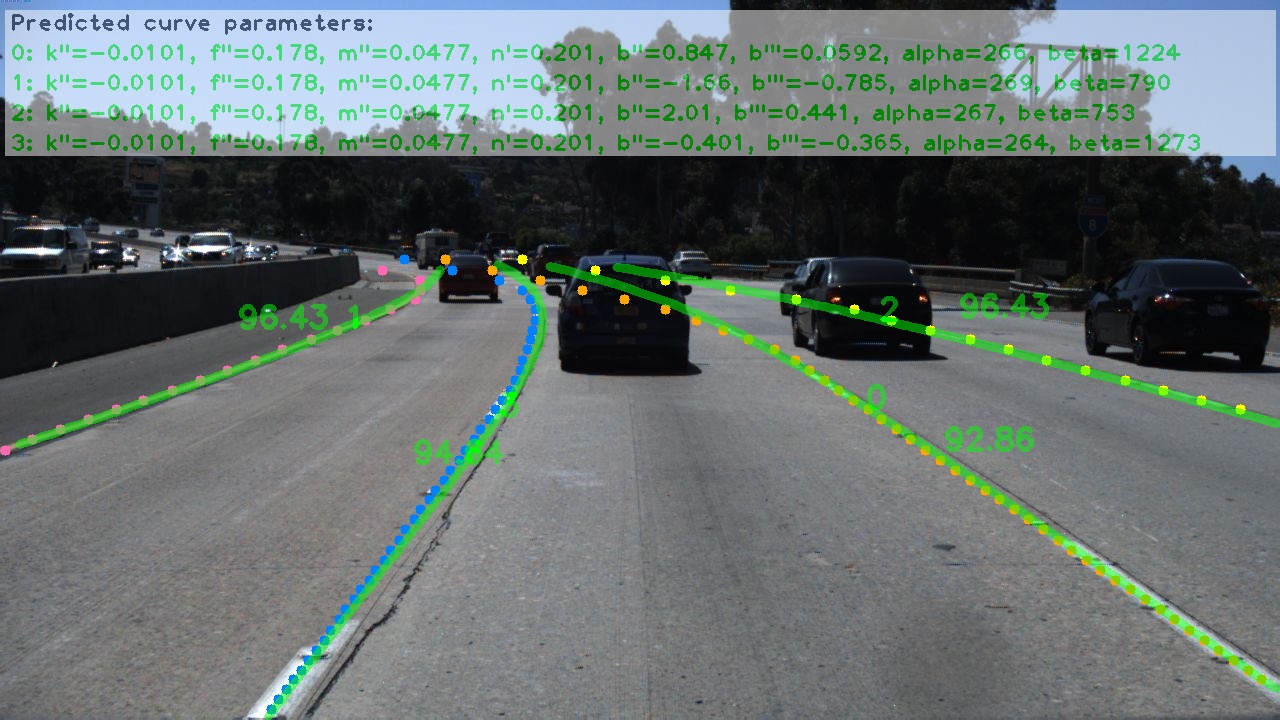 Predicted curve parameters:
0: k''=-0.0101, f''=0.178, m''=0.0477, n'=0.201, b''=0.847, b'''=0.0592, alpha=266, beta=1224
1: k''=-0.0101, f''=0.178, m''=0.0477, n'=0.201, b''=-1.66, b'''=-0.785, alpha=269, beta=790
2: k''=-0.0101, f''=0.178, m''=0.0477, n'=0.201, b''=2.01, b'''=0.441, alpha=267, beta=753
3: k''=-0.0101, f''=0.178, m''=0.0477, n'=0.201, b''=-0.401, b'''=-0.365, alpha=264, beta=1273
8
96.43 1
2 96.43
0
92.86